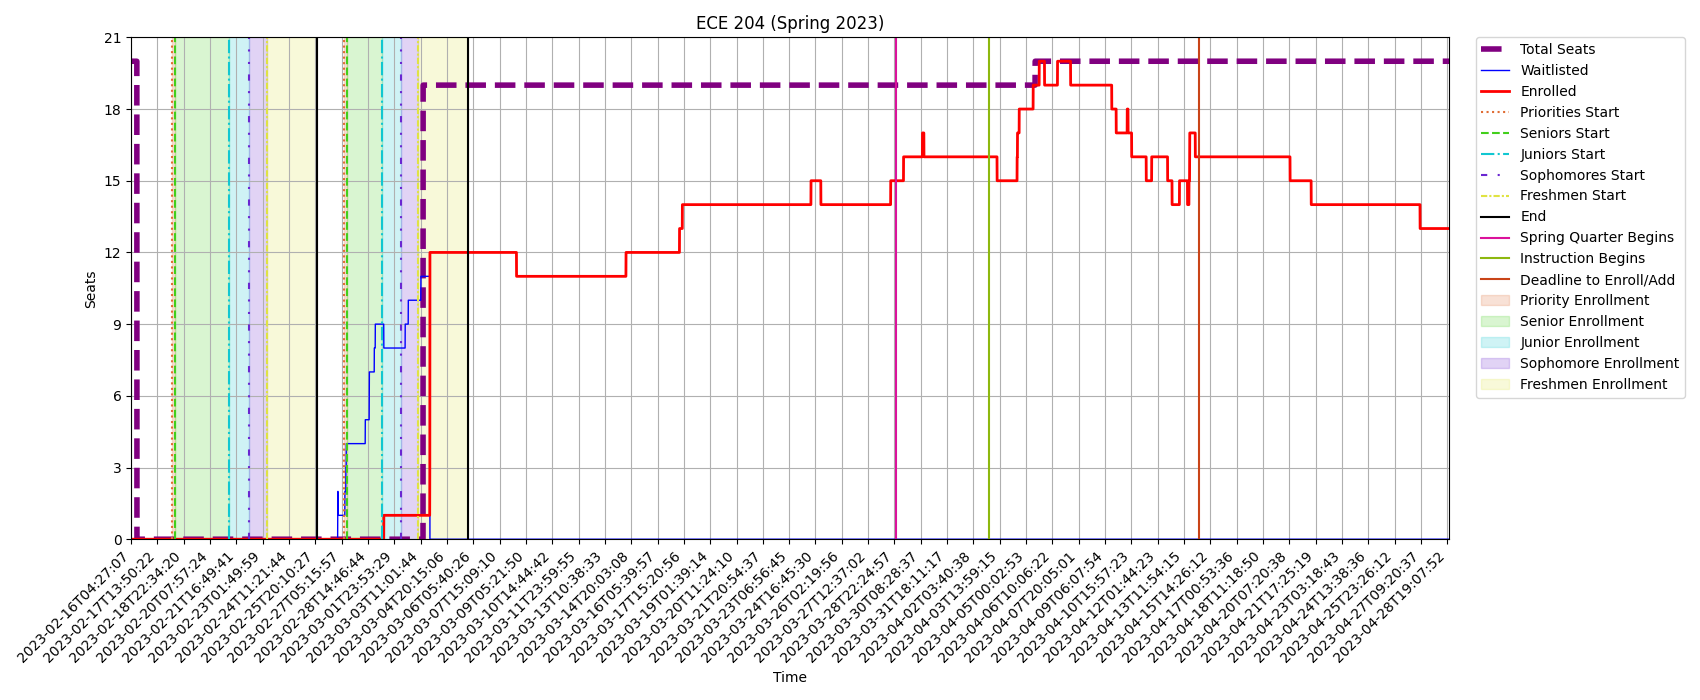 ECE 204 (Spring 2023)
21
18
15
12
9
6
3
0
Seats
2023-02-16T04:27:07
2023-02-17T13:50:22
2023-02-18T22:34:20
2023-02-20T07:57:24
2023-02-21T16:49:41
2023-02-23T01:49:59
2023-02-24T11:21:44
2023-02-25T20:10:27
2023-02-27T05:15:57
2023-02-28T14:46:44
2023-03-01T23:53:29
2023-03-03T11:01:44
2023-03-04T20:15:06
2023-03-06T05:40:26
2023-03-07T15:09:10
2023-03-09T05:21:50
2023-03-10T14:44:42
2023-03-11T23:59:55
2023-03-13T10:38:33
2023-03-14T20:03:08
2023-03-16T05:39:57
2023-03-17T15:20:56
2023-03-19T01:39:14
2023-03-20T11:24:10
2023-03-21T20:54:37
2023-03-23T06:56:45
2023-03-24T16:45:30
2023-03-26T02:19:56
2023-03-27T12:37:02
2023-03-28T22:24:57
2023-03-30T08:28:37
2023-03-31T18:11:17
2023-04-02T03:40:38
2023-04-03T13:59:15
2023-04-05T00:02:53
2023-04-06T10:06:22
2023-04-07T20:05:01
2023-04-09T06:07:54
2023-04-10T15:57:23
2023-04-12T01:44:23
2023-04-13T11:54:15
2023-04-15T14:26:12
2023-04-17T00:53:36
2023-04-18T11:18:50
2023-04-20T07:20:38
2023-04-21T17:25:19
2023-04-23T03:18:43
2023-04-24T13:38:36
2023-04-25T23:26:12
2023-04-27T09:20:37
2023-04-28T19:07:52
Time
Total Seats
Waitlisted
Enrolled
Priorities Start
Seniors Start
Juniors Start
Sophomores Start
Freshmen Start
End
Spring Quarter Begins
Instruction Begins
Deadline to Enroll/Add
Priority Enrollment
Senior Enrollment
Junior Enrollment
Sophomore Enrollment
Freshmen Enrollment